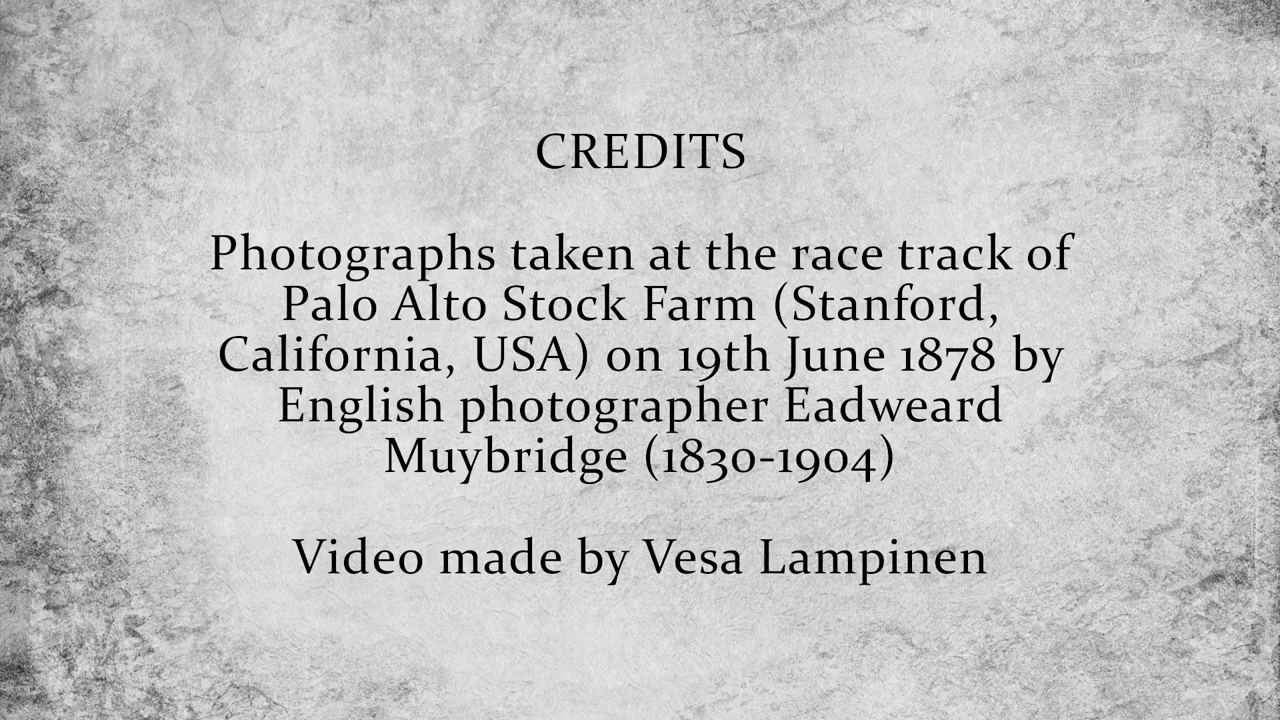 CREDITS
Photographs taken at the race track of
Palo Alto Stock Farm (Stanford,
California, USA) on 19th June 1878 by
English photographer Eadweard
Muybridge (1830-1904)
Video made by Vesa Lampinen